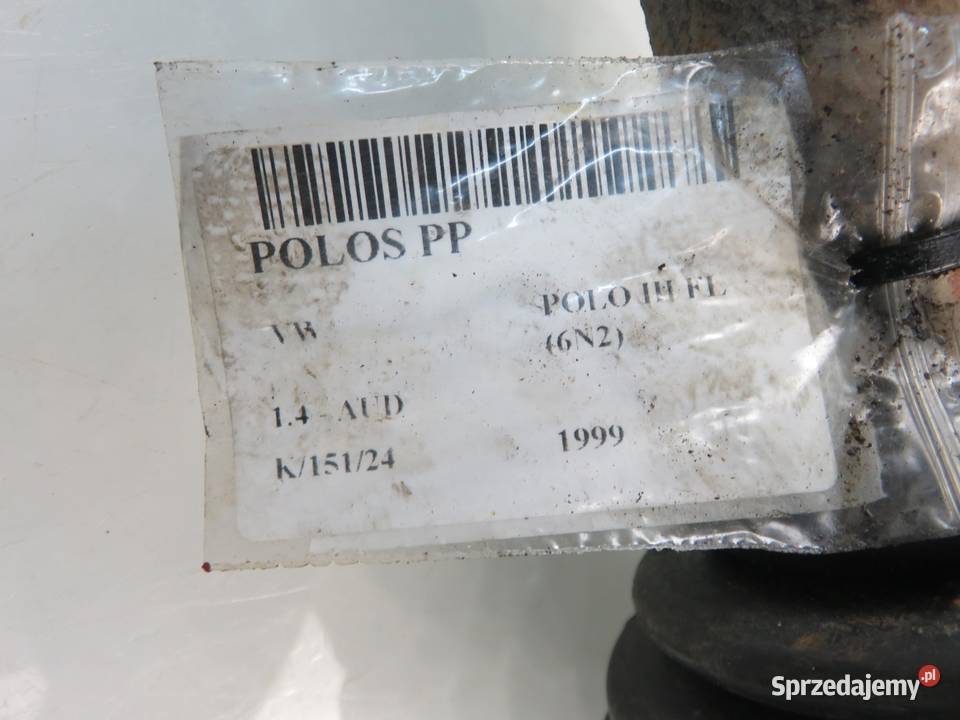 POLOS PP
VW
POLO III FL
(6N2)
1.4 - AUD
K/151/24
1999
Sprzedajemy.pl